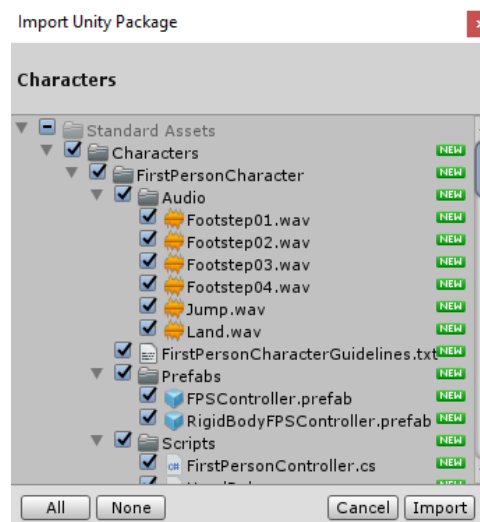 Import Unity Package
Characters
Standard Assets
Characters NEW
FirstPersonCharacter NEW
Audio NEW
Footstep01.wav NEW
Footstep02.wav NEW
Footstep03.wav NEW
Footstep04.wav NEW
Jump.wav NEW
Land.wav NEW
FirstPersonCharacterGuidelines.txt NEW
Prefabs NEW
FPSController.prefab NEW
RigidBodyFPSController.prefab NEW
Scripts NEW
C# FirstPersonController.cs NEW
All None Cancel Import